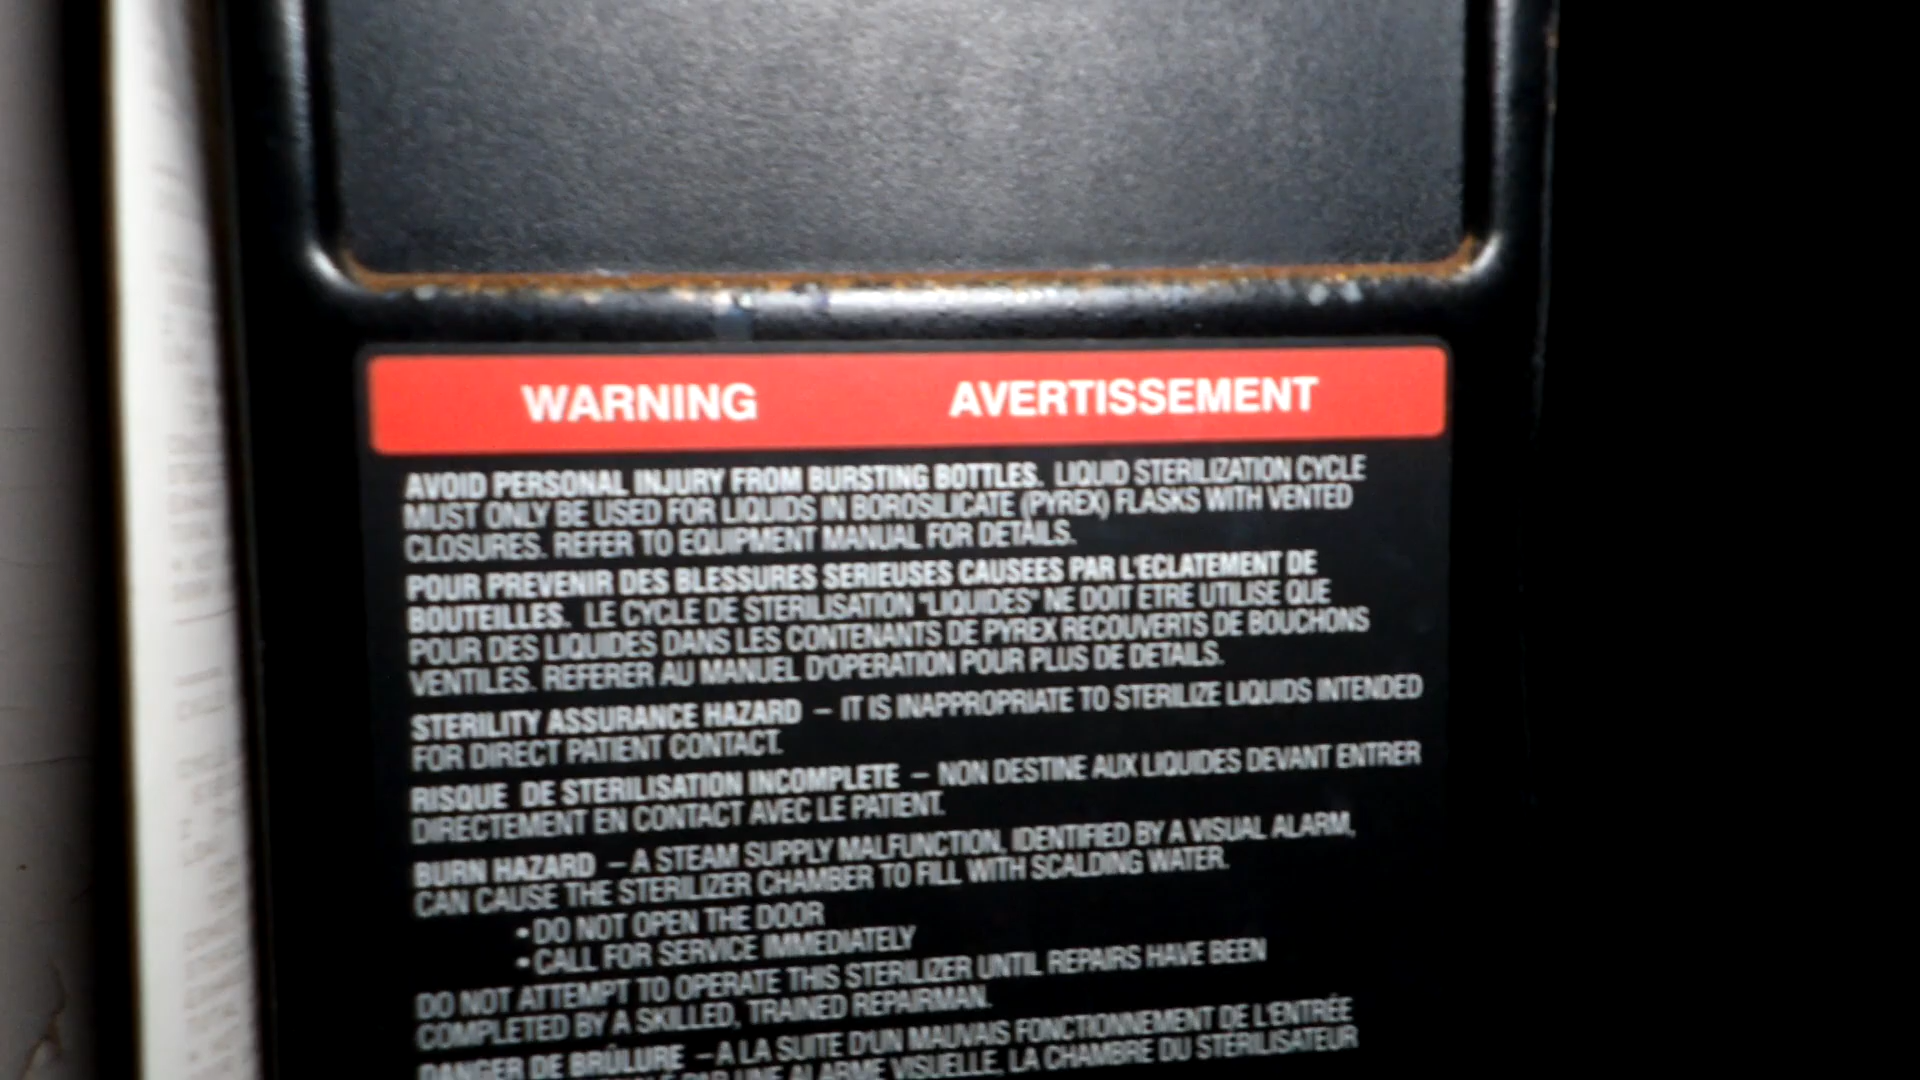 WARNING AVERTISSEMENT
AVOID PERSONAL INJURY FROM BURSTING BOTTLES. LIQUID STERILIZATION CYCLE
MUST ONLY BE USED FOR LIQUIDS IN BOROSILICATE (PYREX) FLASKS WITH VENTED
CLOSURES. REFER TO EQUIPMENT MANUAL FOR DETAILS.
POUR PREVENIR DES BLESSURES SERIEUSES CAUSEES PAR L'ECLATEMENT DE
BOUTEILLES. LE CYCLE DE STERILISATION "LIQUIDES" NE DOIT ETRE UTILISE QUE
POUR DES LIQUIDES DANS LES CONTENANTS DE PYREX RECOUVERTS DE BOUCHONS
VENTILES. REFERER AU MANUEL D'OPERATION POUR PLUS DE DETAILS.
STERILITY ASSURANCE HAZARD – IT IS INAPPROPRIATE TO STERILIZE LIQUIDS INTENDED
FOR DIRECT PATIENT CONTACT.
RISQUE DE STERILISATION INCOMPLETE – NON DESTINE AUX LIQUIDES DEVANT ENTRER
DIRECTEMENT EN CONTACT AVEC LE PATIENT.
BURN HAZARD – A STEAM SUPPLY MALFUNCTION, IDENTIFIED BY A VISUAL ALARM,
CAN CAUSE THE STERILIZER CHAMBER TO FILL WITH SCALDING WATER.
• DO NOT OPEN THE DOOR
• CALL FOR SERVICE IMMEDIATELY
DO NOT ATTEMPT TO OPERATE THIS STERILIZER UNTIL REPAIRS HAVE BEEN
COMPLETED BY A SKILLED, TRAINED REPAIRMAN.
DANGER DE BRÛLURE – A LA SUITE D'UN MAUVAIS FONCTIONNEMENT DE L'ENTRÉE
PAR UNE ALARME VISUELLE, LA CHAMBRE DU STERILISATEUR